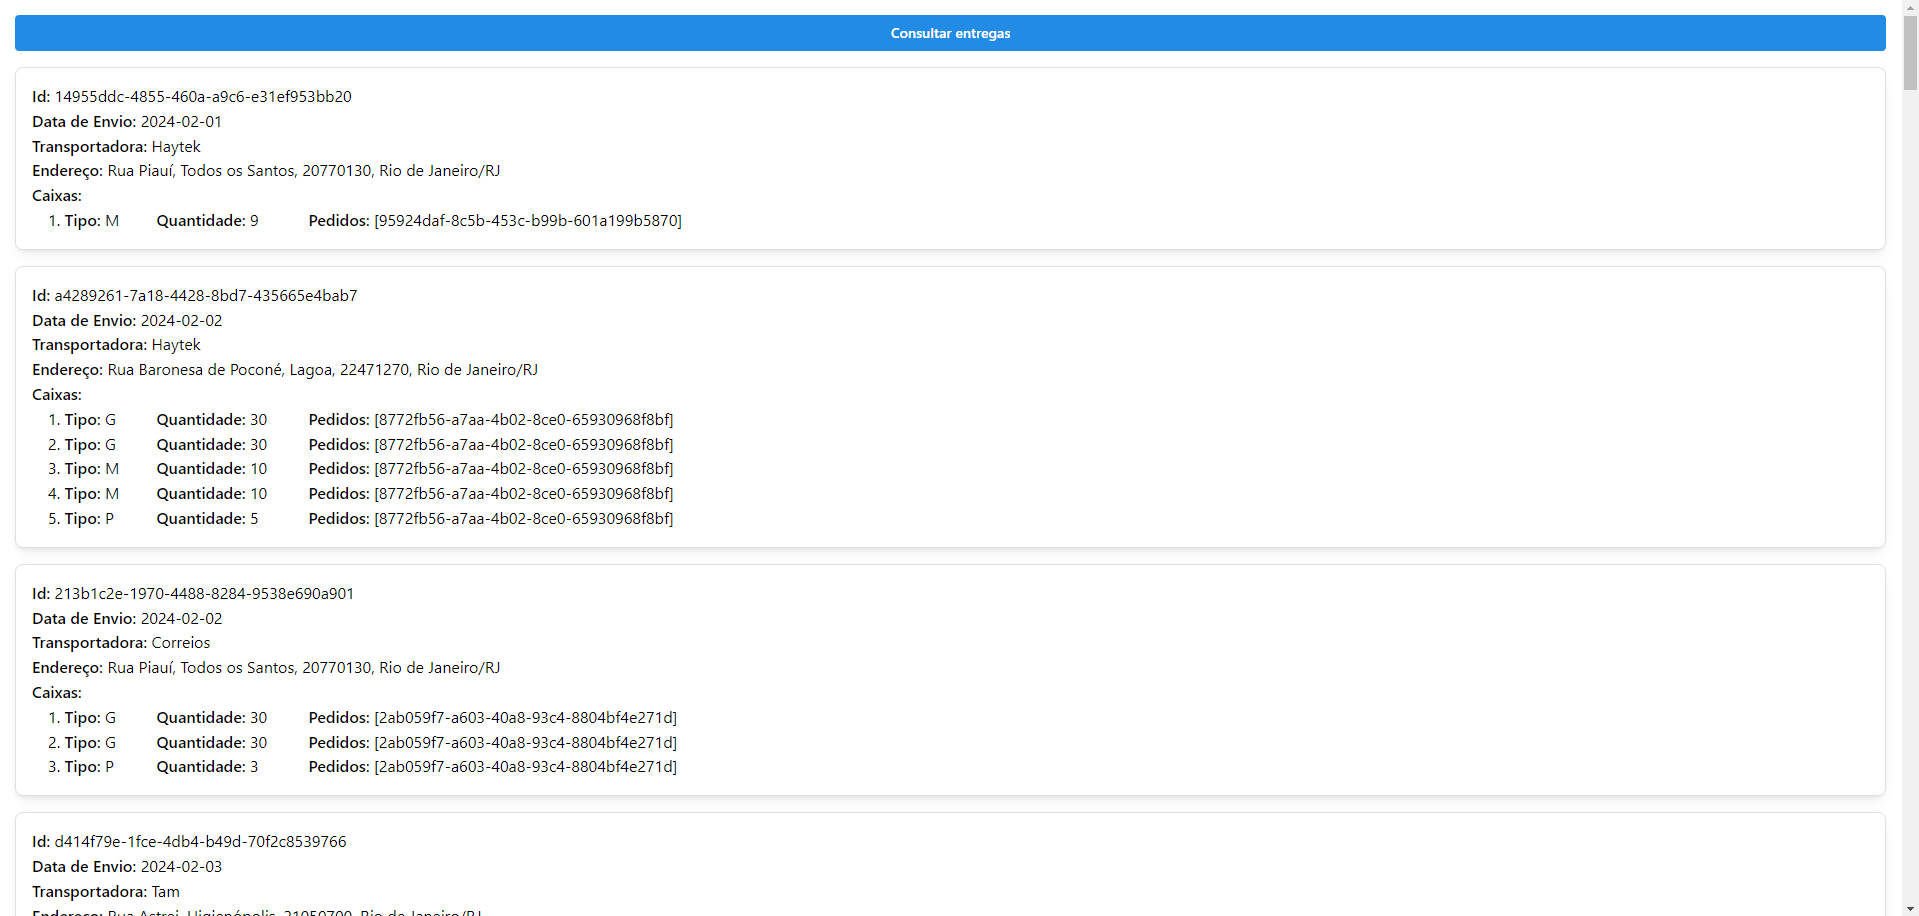 Consultar entregas
Id: 14955ddc-4855-460a-a9c6-e31ef953bb20
Data de Envio: 2024-02-01
Transportadora: Haytek
Endereço: Rua Piauí, Todos os Santos, 20770130, Rio de Janeiro/RJ
Caixas:
1. Tipo: M Quantidade: 9 Pedidos: [95924daf-8c5b-453c-b99b-601a199b5870]
Id: a4289261-7a18-4428-8bd7-435665e4bab7
Data de Envio: 2024-02-02
Transportadora: Haytek
Endereço: Rua Baronesa de Poconé, Lagoa, 22471270, Rio de Janeiro/RJ
Caixas:
1. Tipo: G Quantidade: 30 Pedidos: [8772fb56-a7aa-4b02-8ce0-65930968f8bf]
2. Tipo: G Quantidade: 30 Pedidos: [8772fb56-a7aa-4b02-8ce0-65930968f8bf]
3. Tipo: M Quantidade: 10 Pedidos: [8772fb56-a7aa-4b02-8ce0-65930968f8bf]
4. Tipo: M Quantidade: 10 Pedidos: [8772fb56-a7aa-4b02-8ce0-65930968f8bf]
5. Tipo: P Quantidade: 5 Pedidos: [8772fb56-a7aa-4b02-8ce0-65930968f8bf]
Id: 213b1c2e-1970-4488-8284-9538e690a901
Data de Envio: 2024-02-02
Transportadora: Correios
Endereço: Rua Piauí, Todos os Santos, 20770130, Rio de Janeiro/RJ
Caixas:
1. Tipo: G Quantidade: 30 Pedidos: [2ab059f7-a603-40a8-93c4-8804bf4e271d]
2. Tipo: G Quantidade: 30 Pedidos: [2ab059f7-a603-40a8-93c4-8804bf4e271d]
3. Tipo: P Quantidade: 3 Pedidos: [2ab059f7-a603-40a8-93c4-8804bf4e271d]
Id: d414f79e-1fce-4db4-b49d-70f2c8539766
Data de Envio: 2024-02-03
Transportadora: Tam
Endereço: Rua Astrei, Higienópolis, 21050700, Rio de Janeiro/RJ